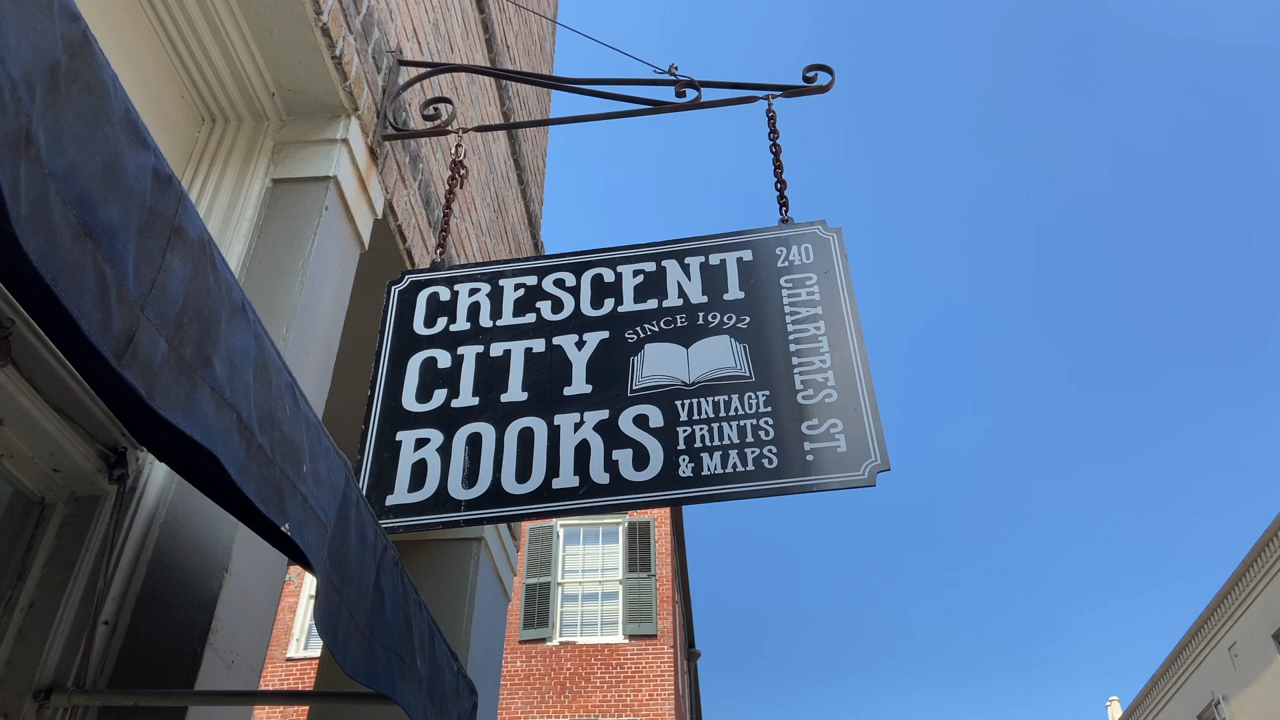 CRESCENT
CITY
BOOKS
SINCE 1992
VINTAGE
PRINTS
& MAPS
240 CHARTRES ST.